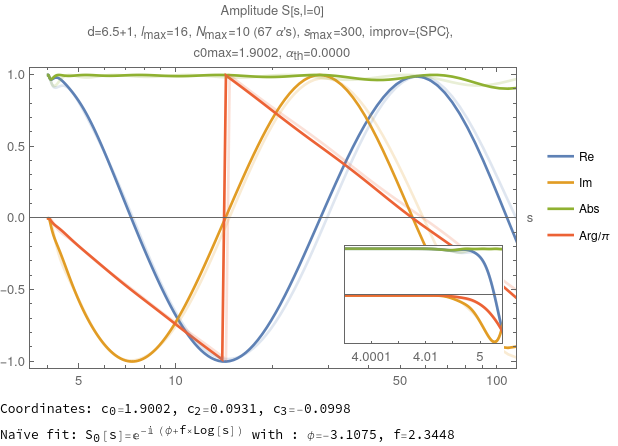 Amplitude S[s,l=0]
d=6.5+1, lmax=16, Nmax=10 (67 α's), smax=300, improv={SPC},
c0max=1.9002, αth=0.0000
1.0
0.5
0.0
−0.5
−1.0
5
10
50
100
s
Re
Im
Abs
Arg/π
4.0001
4.01
5
Coordinates: c0=1.9002, c2=0.0931, c3=-0.0998
Naïve fit: S0[s]=e^-i (ϕ+f×Log[s]) with : ϕ=-3.1075, f=2.3448